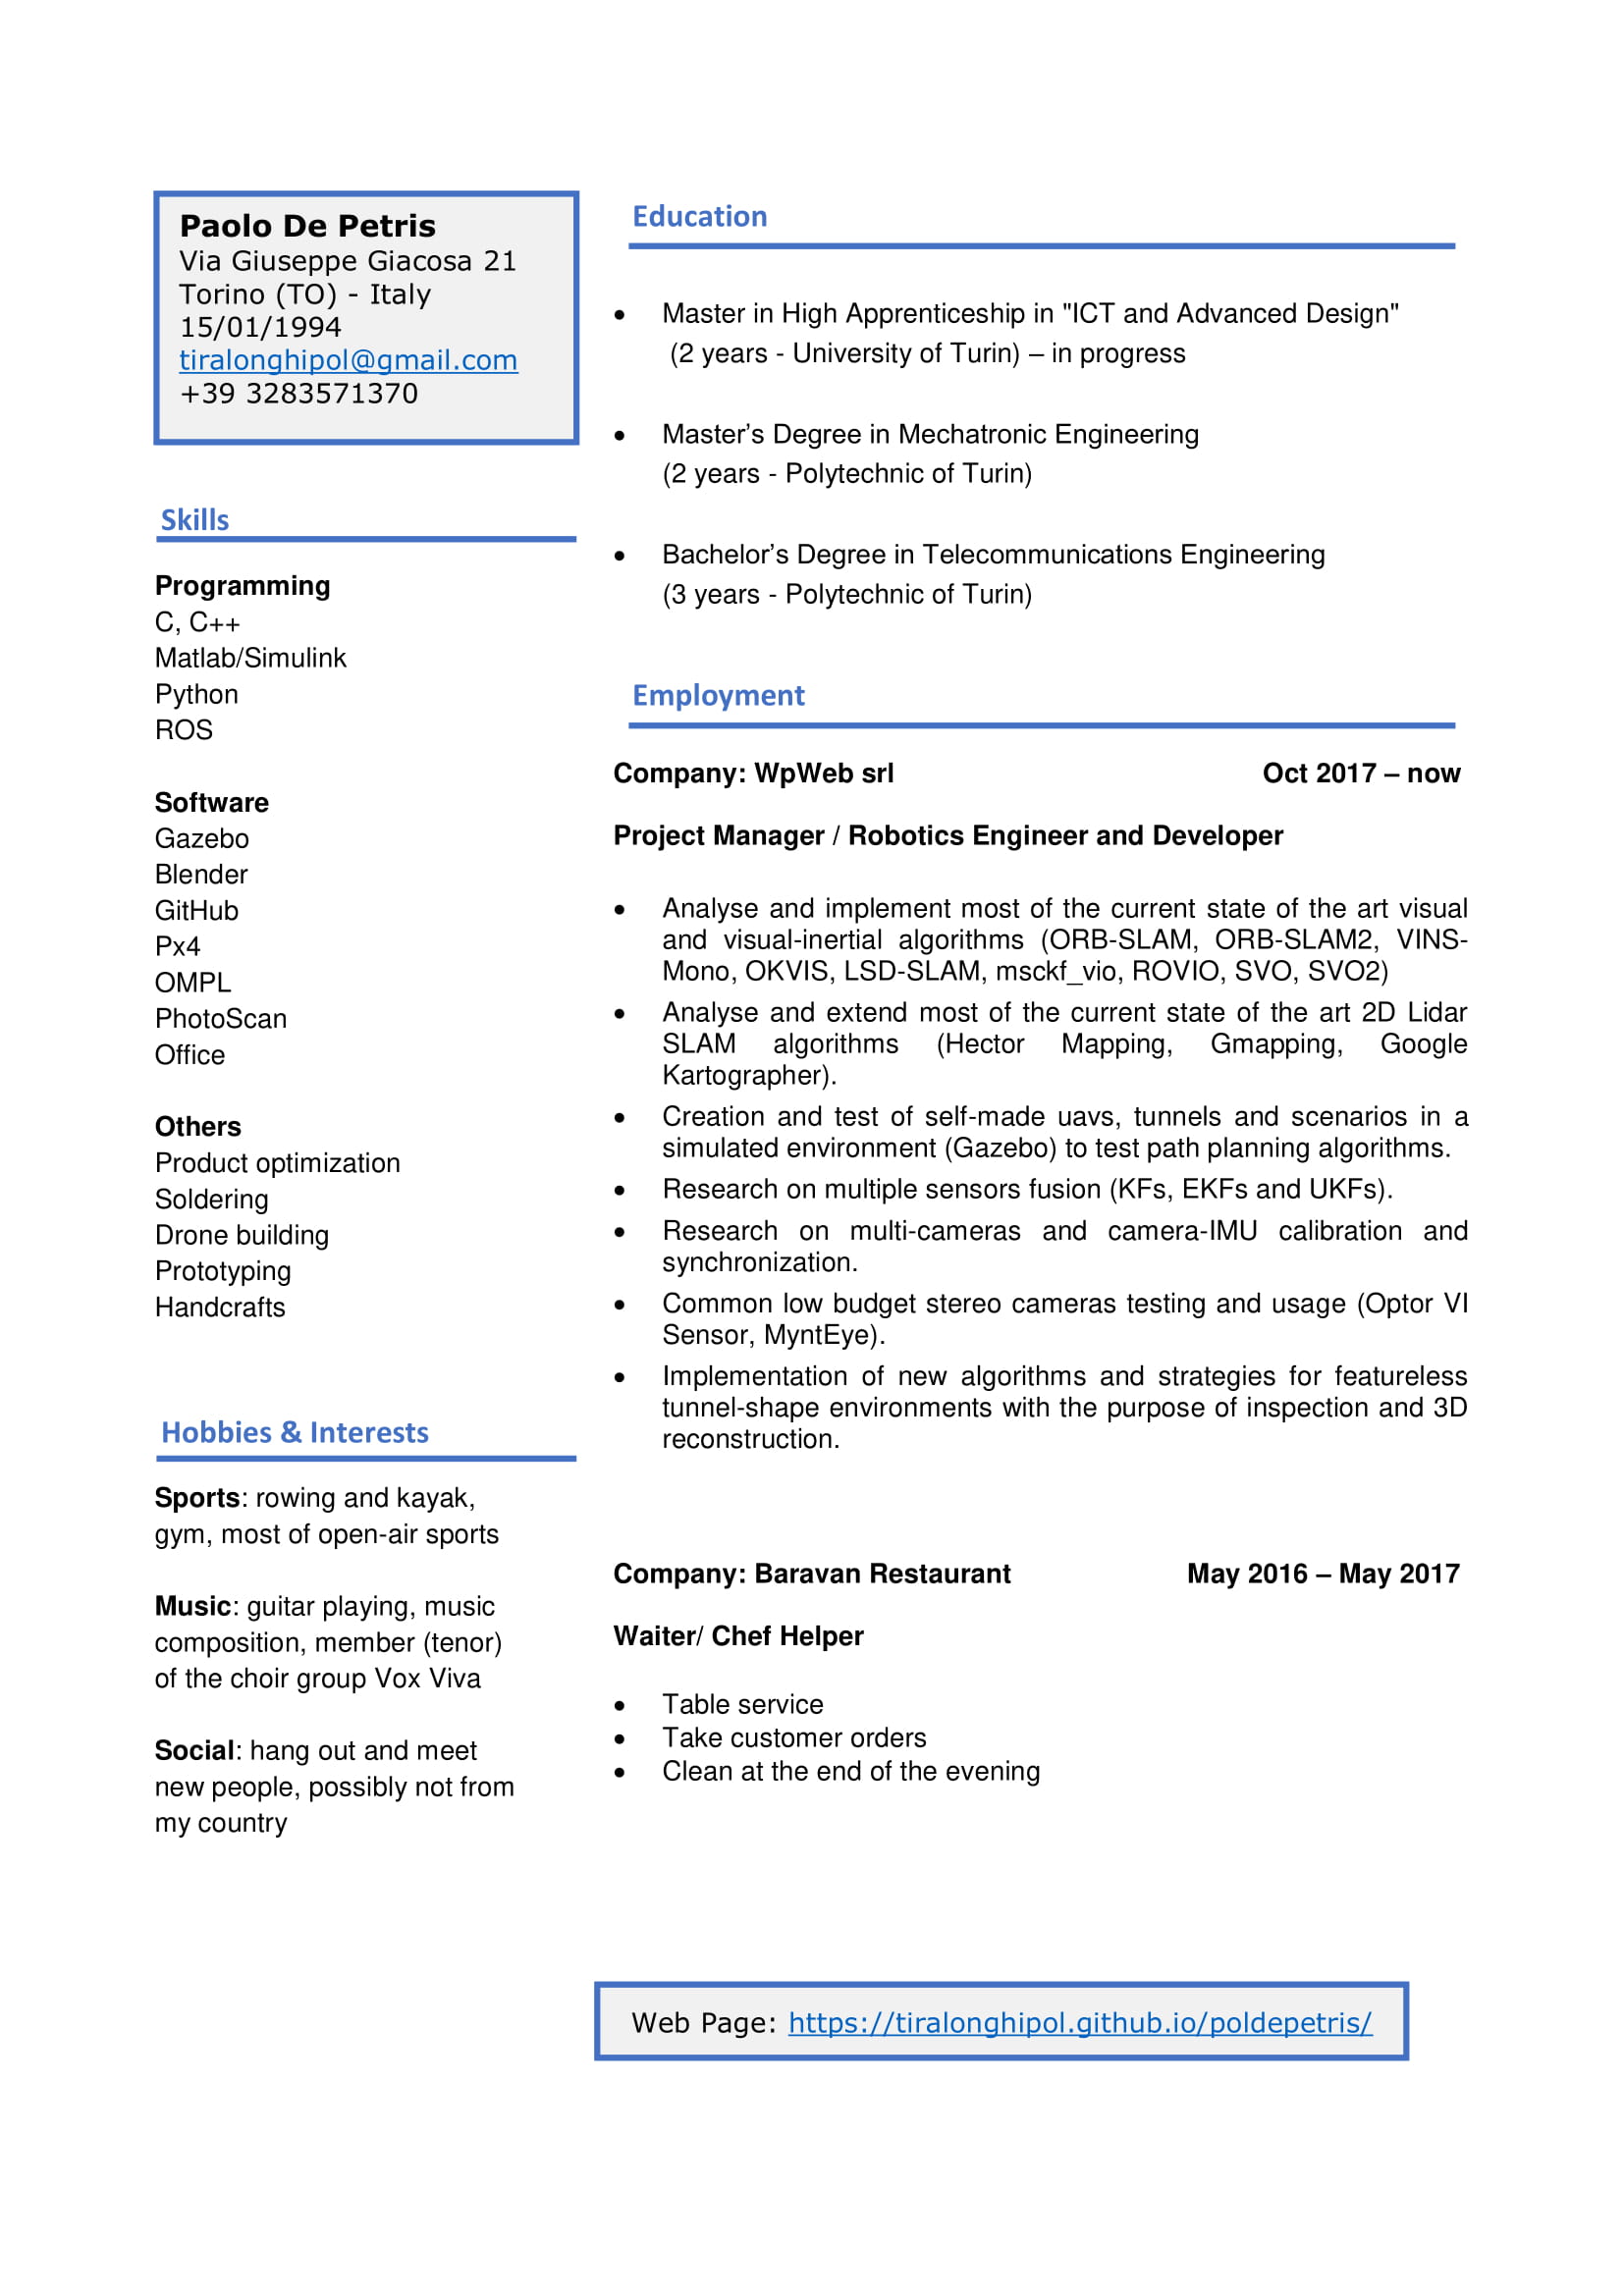 Paolo De Petris
Via Giuseppe Giacosa 21
Torino (TO) - Italy
15/01/1994
tiralonghipol@gmail.com
+39 3283571370
Skills
Programming
C, C++
Matlab/Simulink
Python
ROS
Software
Gazebo
Blender
GitHub
Px4
OMPL
PhotoScan
Office
Others
Product optimization
Soldering
Drone building
Prototyping
Handcrafts
Hobbies & Interests
Sports: rowing and kayak,
gym, most of open-air sports
Music: guitar playing, music
composition, member (tenor)
of the choir group Vox Viva
Social: hang out and meet
new people, possibly not from
my country
Education
• Master in High Apprenticeship in "ICT and Advanced Design"
(2 years - University of Turin) – in progress
• Master’s Degree in Mechatronic Engineering
(2 years - Polytechnic of Turin)
• Bachelor’s Degree in Telecommunications Engineering
(3 years - Polytechnic of Turin)
Employment
Company: WpWeb srl Oct 2017 – now
Project Manager / Robotics Engineer and Developer
• Analyse and implement most of the current state of the art visual
and visual-inertial algorithms (ORB-SLAM, ORB-SLAM2, VINS-
Mono, OKVIS, LSD-SLAM, msckf_vio, ROVIO, SVO, SVO2)
• Analyse and extend most of the current state of the art 2D Lidar
SLAM algorithms (Hector Mapping, Gmapping, Google
Kartographer).
• Creation and test of self-made uavs, tunnels and scenarios in a
simulated environment (Gazebo) to test path planning algorithms.
• Research on multiple sensors fusion (KFs, EKFs and UKFs).
• Research on multi-cameras and camera-IMU calibration and
synchronization.
• Common low budget stereo cameras testing and usage (Optor VI
Sensor, MyntEye).
• Implementation of new algorithms and strategies for featureless
tunnel-shape environments with the purpose of inspection and 3D
reconstruction.
Company: Baravan Restaurant May 2016 – May 2017
Waiter/ Chef Helper
• Table service
• Take customer orders
• Clean at the end of the evening
Web Page: https://tiralonghipol.github.io/poldepetris/